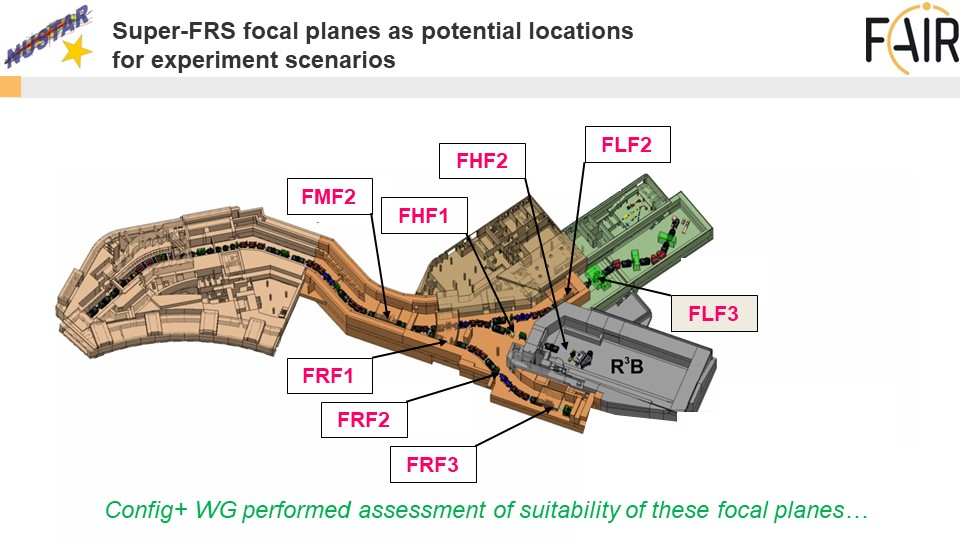 NUSTAR
Super-FRS focal planes as potential locations
for experiment scenarios
FAIR
FLF2
FHF2
FMF2
FHF1
FLF3
R³B
FRF1
FRF2
FRF3
Config+ WG performed assessment of suitability of these focal planes…